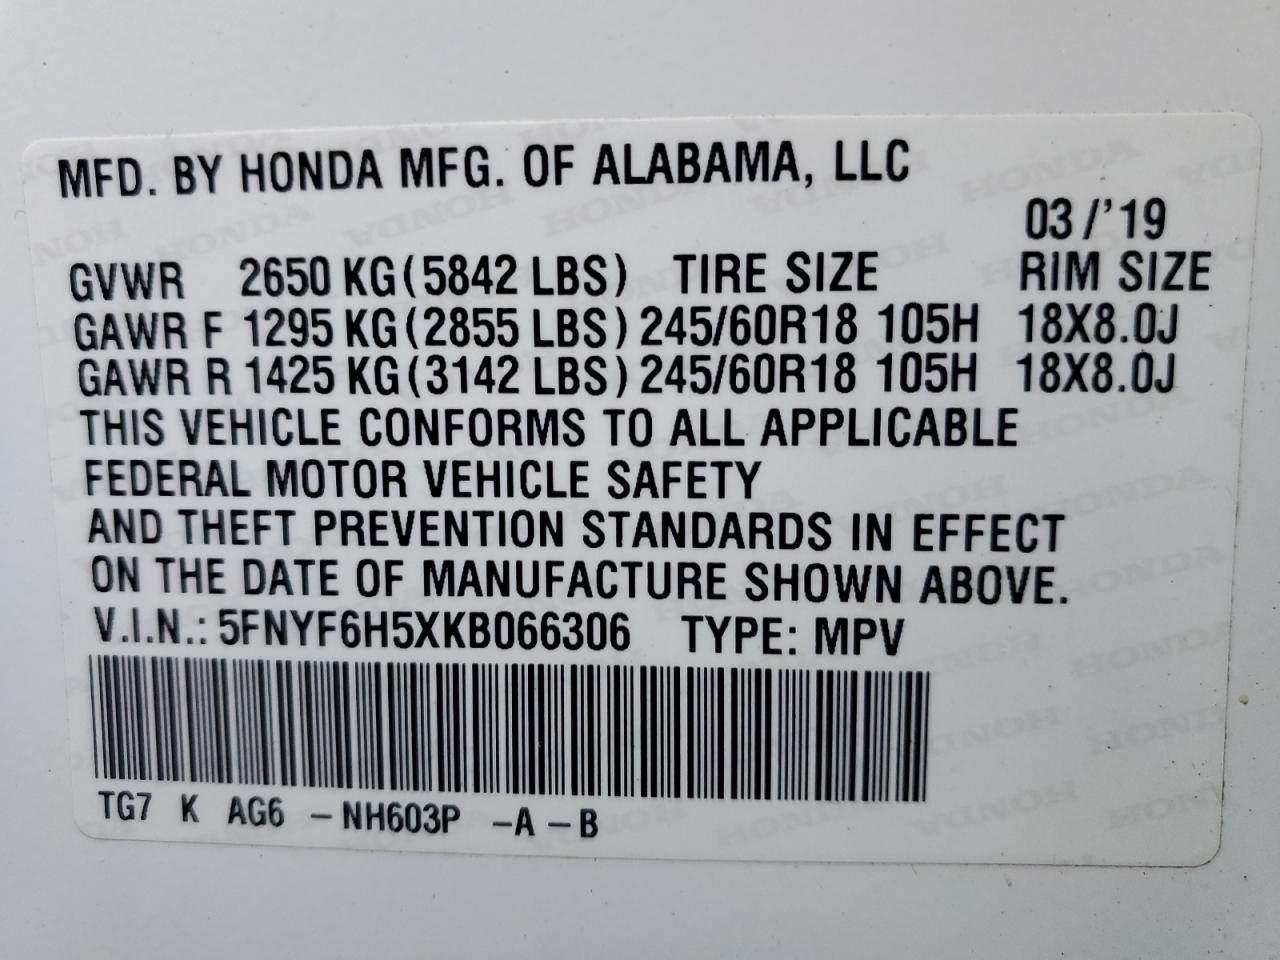 MFD. BY HONDA MFG. OF ALABAMA, LLC
03/'19
GVWR 2650 KG (5842 LBS) TIRE SIZE RIM SIZE
GAWR F 1295 KG (2855 LBS) 245/60R18 105H 18X8.0J
GAWR R 1425 KG (3142 LBS) 245/60R18 105H 18X8.0J
THIS VEHICLE CONFORMS TO ALL APPLICABLE
FEDERAL MOTOR VEHICLE SAFETY
AND THEFT PREVENTION STANDARDS IN EFFECT
ON THE DATE OF MANUFACTURE SHOWN ABOVE.
V.I.N.: 5FNYF6H5XKB066306 TYPE: MPV
TG7 K AG6 - NH603P - A - B